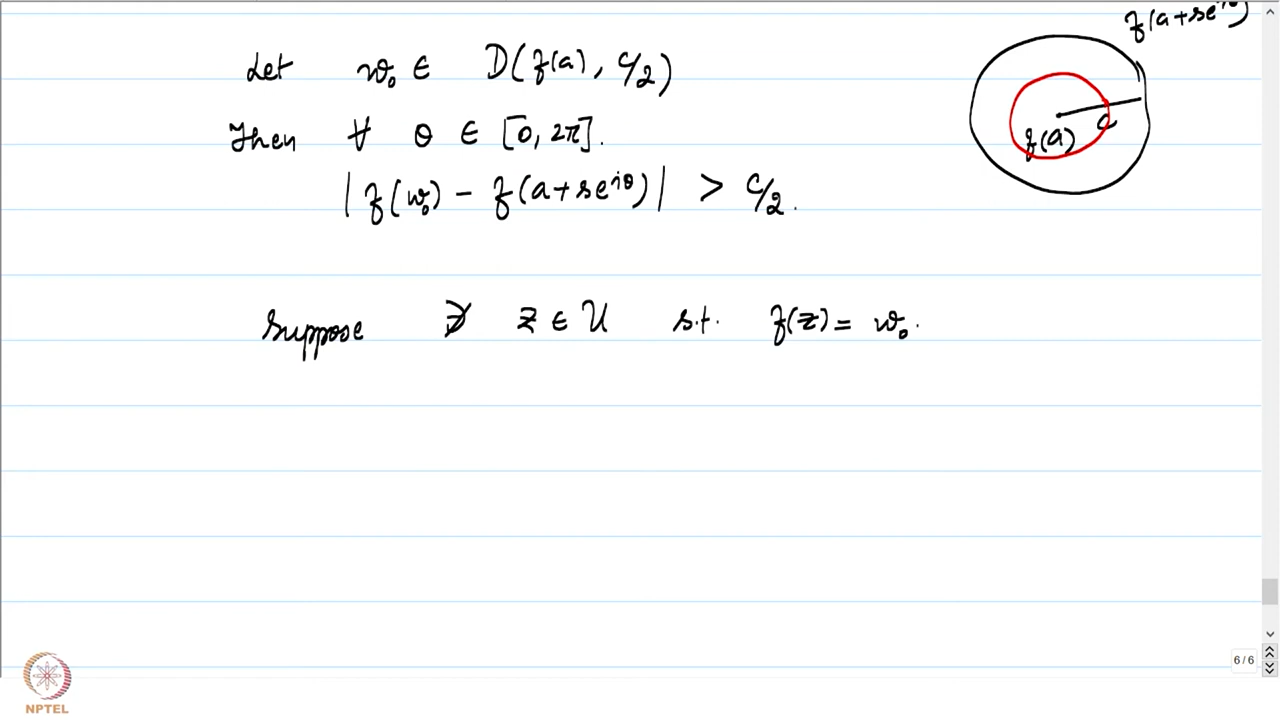 f(a+se^{iθ})
Let w₀ ∈ D(f(a), c/2)
Then ∀ θ ∈ [0, 2π].
c
f(a)
|f(w₀) − f(a+se^{iθ})| > c/2.
Suppose ∄ z ∈ U s.t. f(z) = w₀.
6 / 6
NPTEL